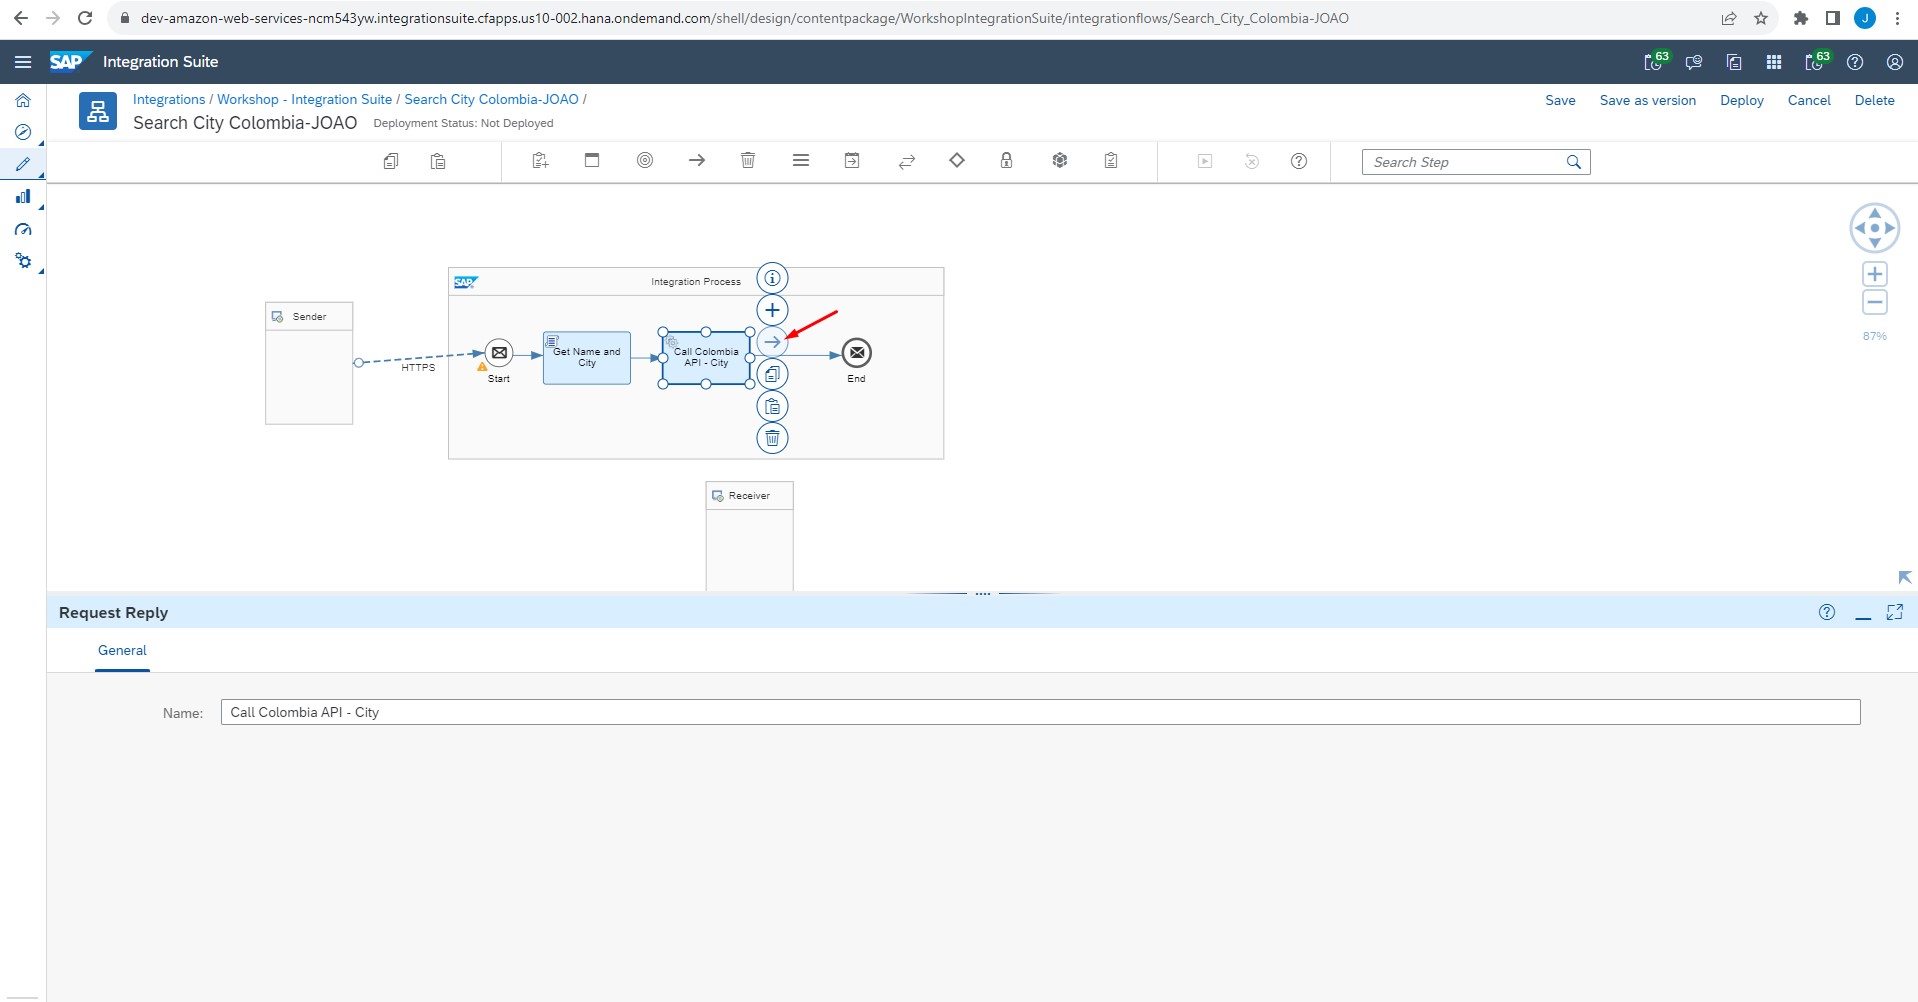 dev-amazon-web-services-ncm543yw.integrationsuite.cfapps.us10-002.hana.ondemand.com/shell/design/contentpackage/WorkshopIntegrationSuite/integrationflows/Search_City_Colombia-JOAO
J
SAP Integration Suite
63
63
Integrations / Workshop - Integration Suite / Search City Colombia-JOAO /
Search City Colombia-JOAO Deployment Status: Not Deployed
Save Save as version Deploy Cancel Delete
Search Step
SAP Integration Process
Sender
HTTPS
Start
Get Name and
City
Call Colombia
API - City
End
87%
Receiver
Request Reply
General
Name: Call Colombia API - City